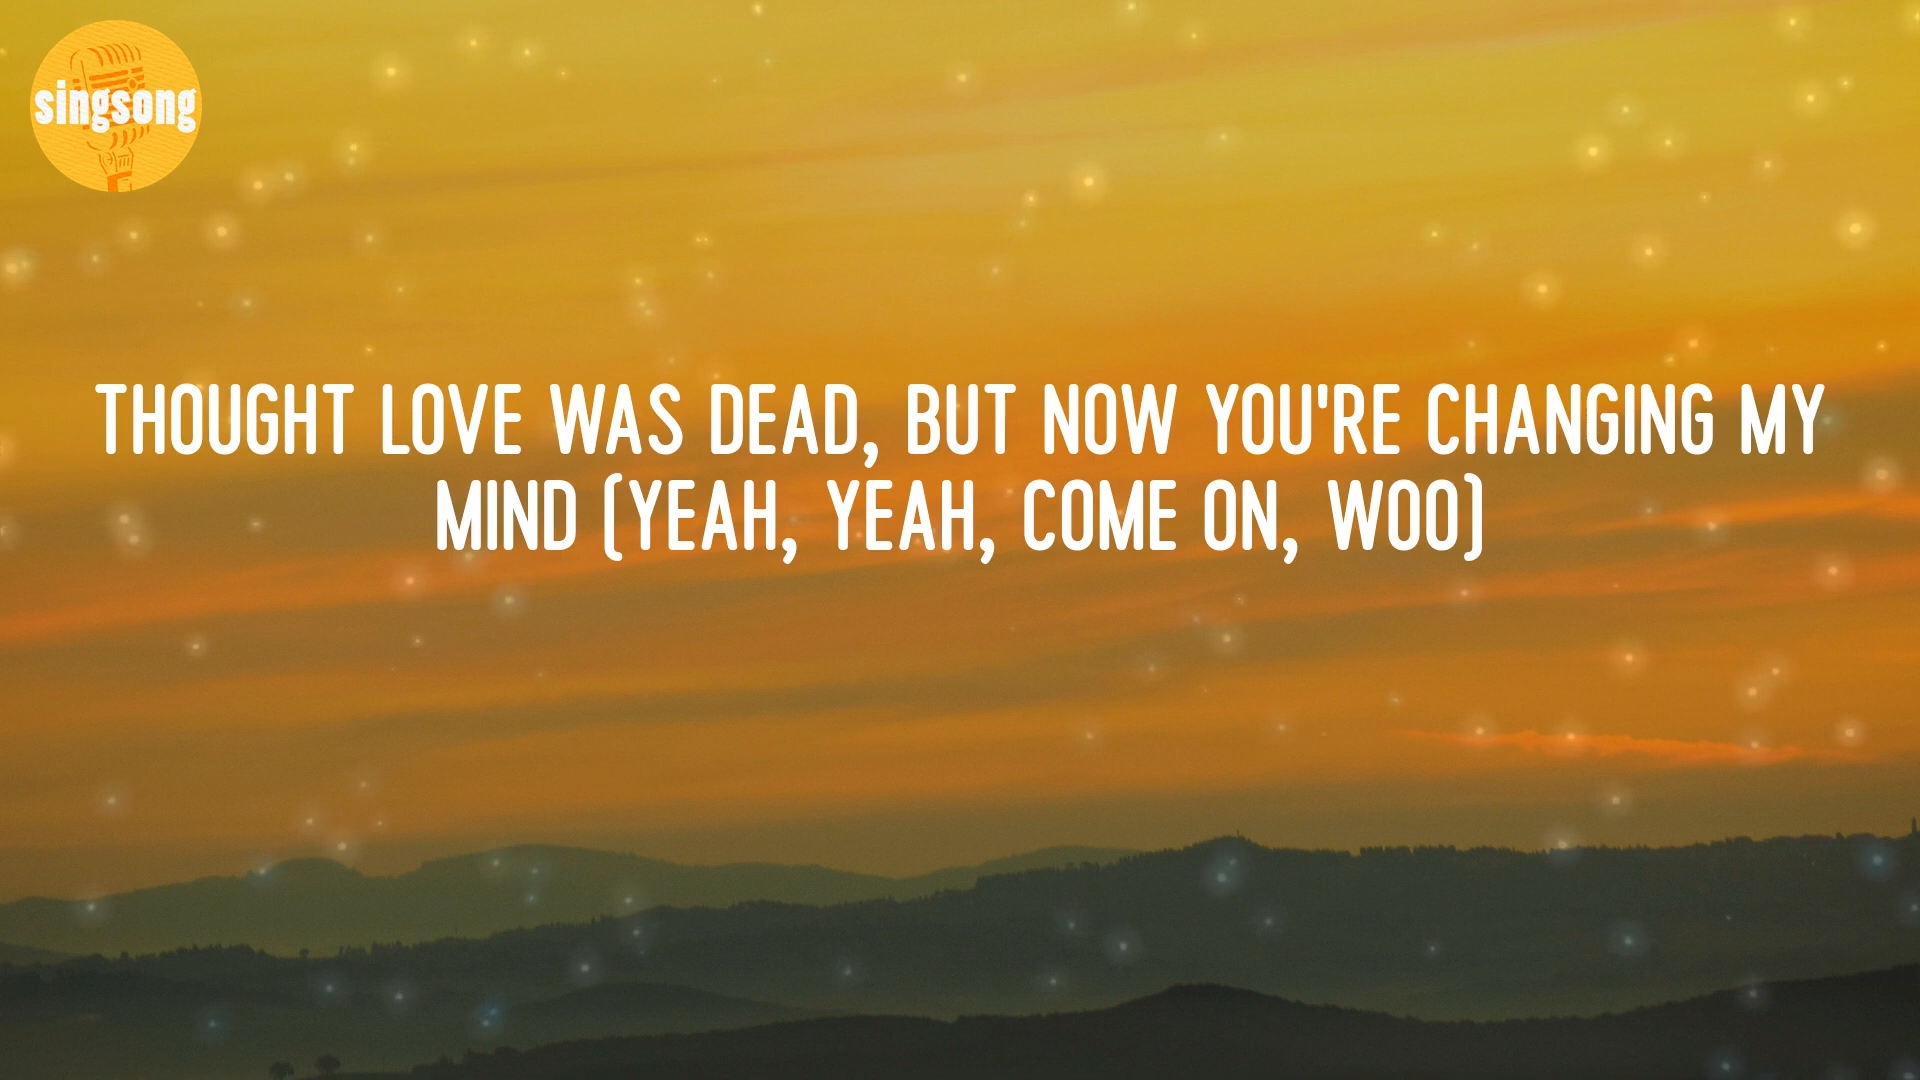 singsong
THOUGHT LOVE WAS DEAD, BUT NOW YOU'RE CHANGING MY
MIND (YEAH, YEAH, COME ON, WOO)